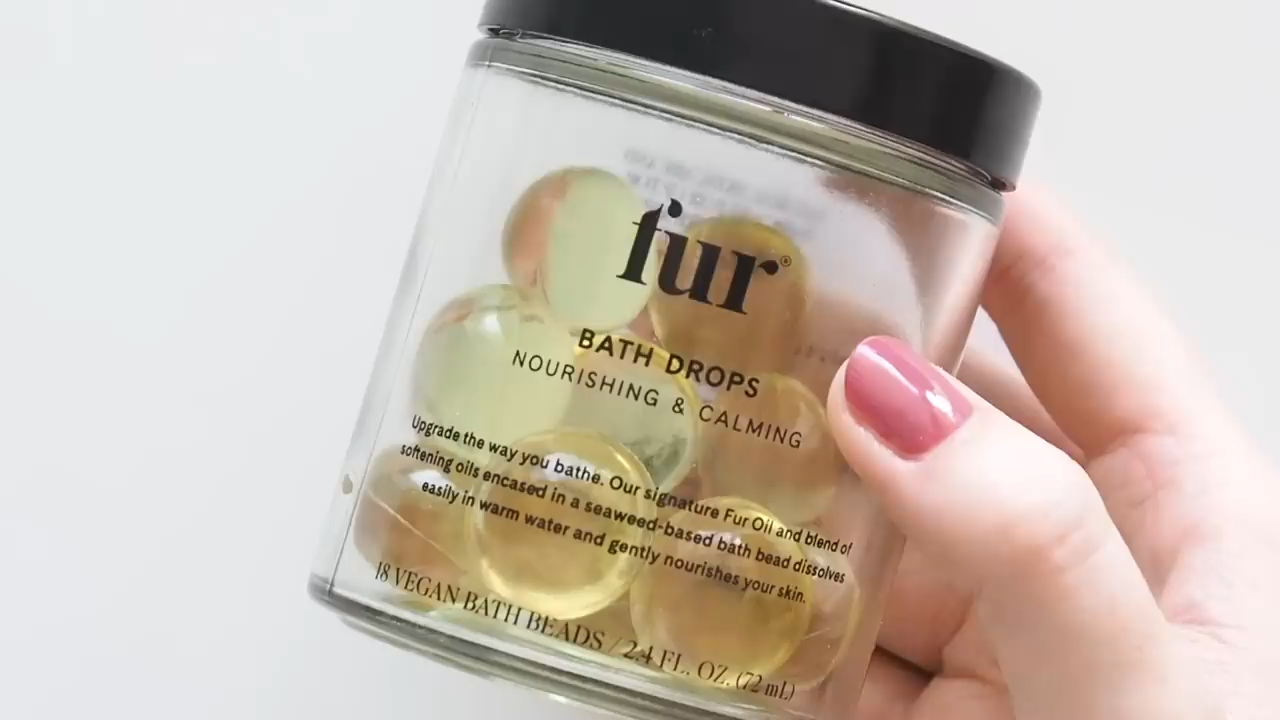 fur®
BATH DROPS
NOURISHING & CALMING
Upgrade the way you bathe. Our signature Fur Oil and blend of
softening oils encased in a seaweed-based bath bead dissolves
easily in warm water and gently nourishes your skin.
18 VEGAN BATH BEADS / 2.4 FL. OZ. (72 mL)